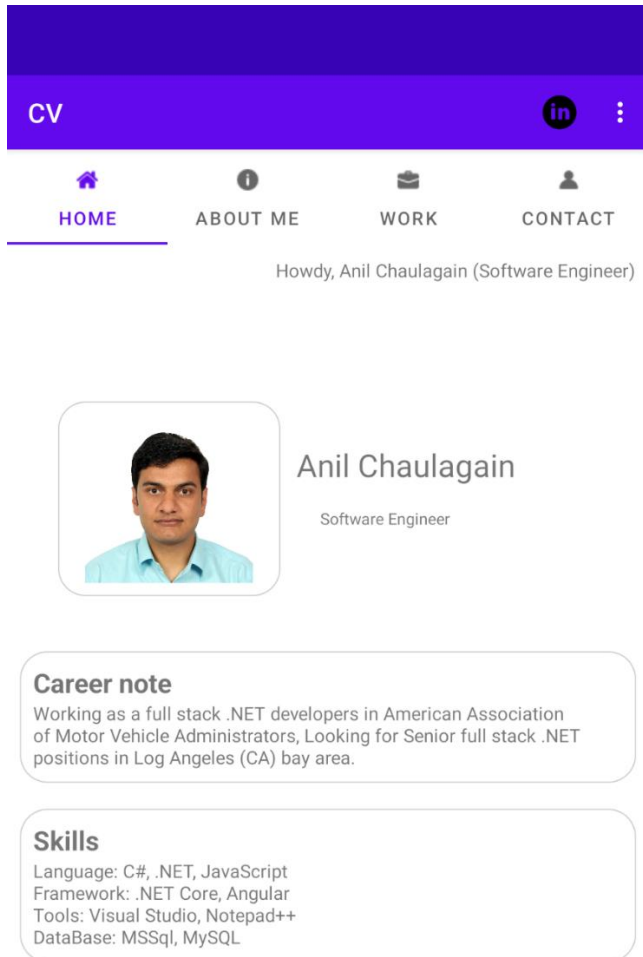 CV
in
HOME
ABOUT ME
WORK
CONTACT
Howdy, Anil Chaulagain (Software Engineer)
Anil Chaulagain
Software Engineer
Career note
Working as a full stack .NET developers in American Association
of Motor Vehicle Administrators, Looking for Senior full stack .NET
positions in Log Angeles (CA) bay area.
Skills
Language: C#, .NET, JavaScript
Framework: .NET Core, Angular
Tools: Visual Studio, Notepad++
DataBase: MSSql, MySQL